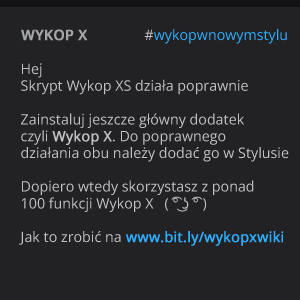 WYKOP X #wykopwnowymstylu
Hej
Skrypt Wykop XS działa poprawnie
Zainstaluj jeszcze główny dodatek
czyli Wykop X. Do poprawnego
działania obu należy dodać go w Stylusie
Dopiero wtedy skorzystasz z ponad
100 funkcji Wykop X ( ͡° ͜ʖ ͡°)
Jak to zrobić na www.bit.ly/wykopxwiki